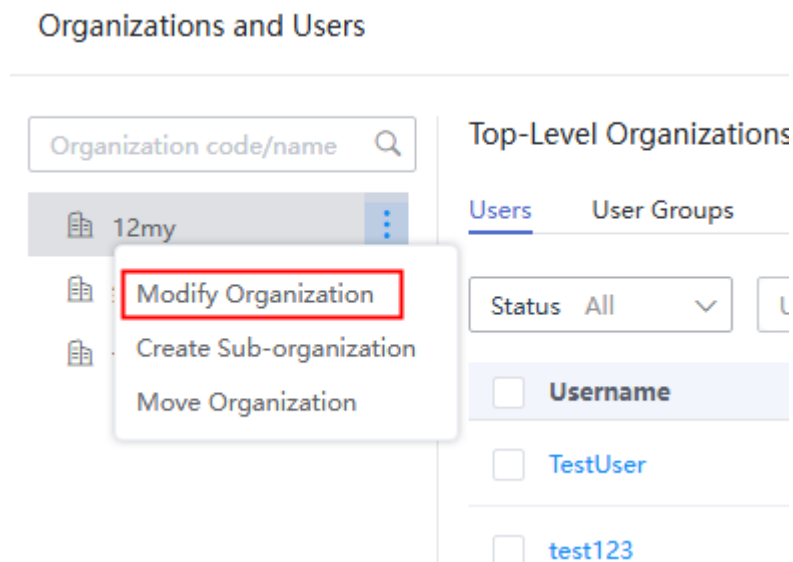 Organizations and Users
Organization code/name
12my
Modify Organization
Create Sub-organization
Move Organization
Top-Level Organizations
Users User Groups
Status All
Username
TestUser
test123